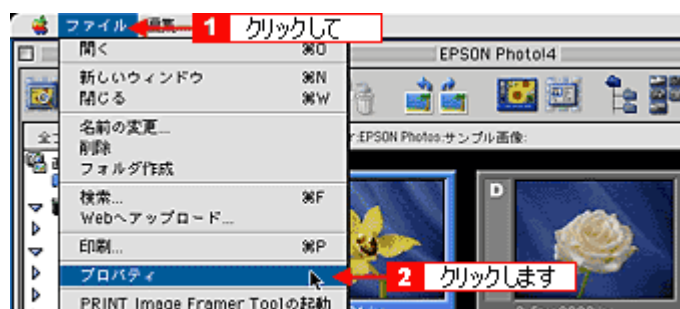 ファイル 編集 1 クリックして
開く ⌘O
EPSON Photo!4
新しいウィンドウ ⌘N
閉じる ⌘W
名前の変更...
:EPSON Photos:サンプル画像:
削除
フォルダ作成
D
検索... ⌘F
Webへアップロード...
印刷... ⌘P
プロパティ 2 クリックします
PRINT Image Framer Toolの起動